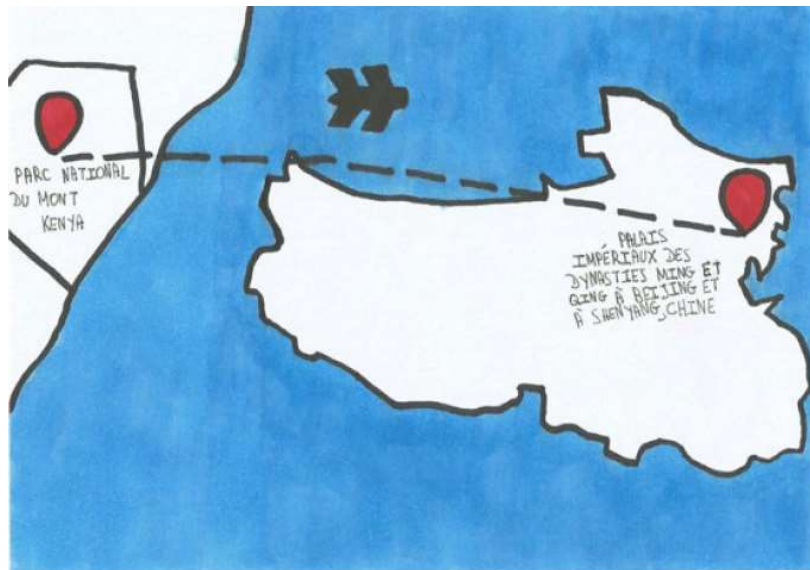 PARC NATIONAL
DU MONT
KENYA
PALAIS
IMPÉRIAUX DES
DYNASTIES MING ET
QING À BEIJING ET
À SHENYANG, CHINE